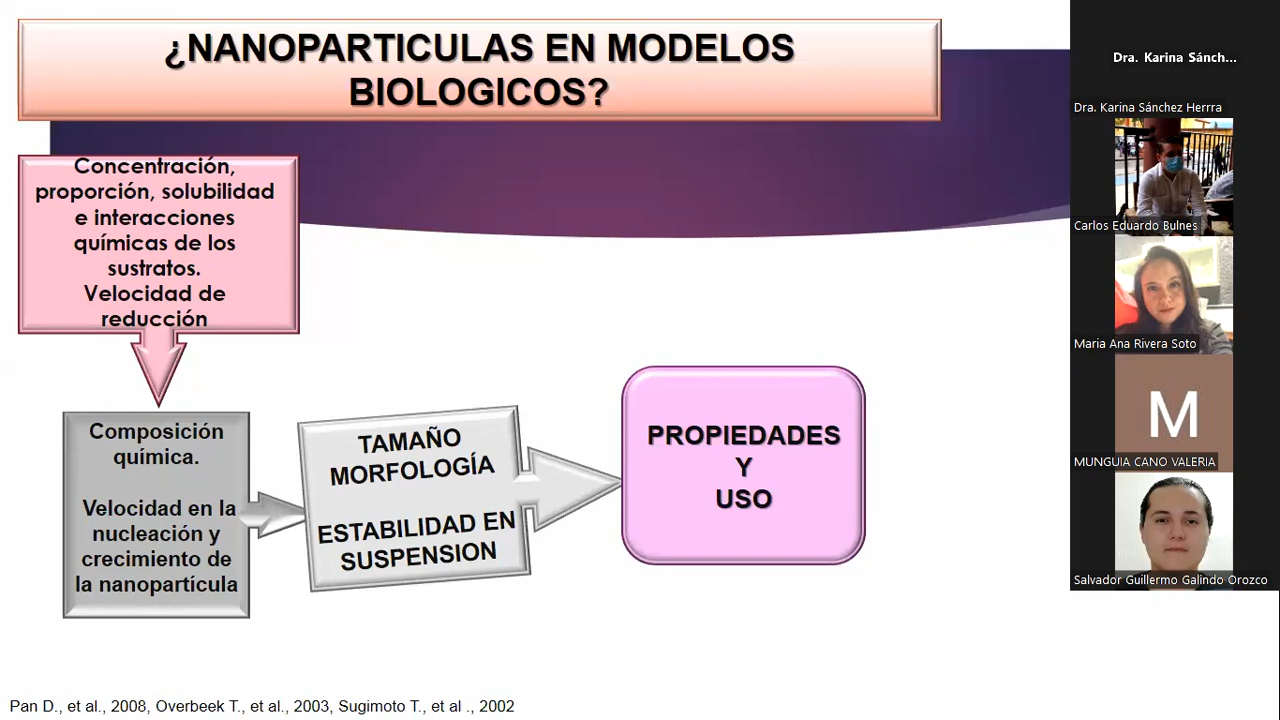 ¿NANOPARTICULAS EN MODELOS
BIOLOGICOS?
Concentración,
proporción, solubilidad
e interacciones
químicas de los
sustratos.
Velocidad de
reducción
Composición
química.
Velocidad en la
nucleación y
crecimiento de
la nanopartícula
TAMAÑO
MORFOLOGÍA
ESTABILIDAD EN
SUSPENSION
PROPIEDADES
Y
USO
Pan D., et al., 2008, Overbeek T., et al., 2003, Sugimoto T., et al ., 2002
Dra. Karina Sánch...
Dra. Karina Sánchez Herrra
Carlos Eduardo Bulnes
Maria Ana Rivera Soto
M
MUNGUIA CANO VALERIA
Salvador Guillermo Galindo Orozco